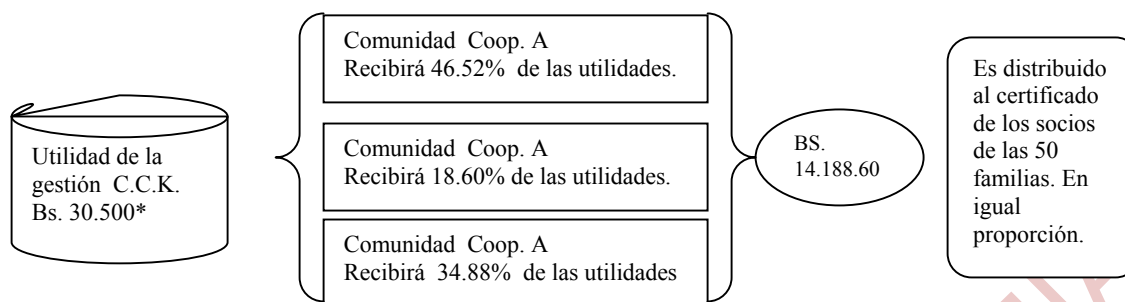 Utilidad de la
gestión C.C.K.
Bs. 30.500*
Comunidad Coop. A
Recibirá 46.52% de las utilidades.
Comunidad Coop. A
Recibirá 18.60% de las utilidades.
Comunidad Coop. A
Recibirá 34.88% de las utilidades
BS.
14.188.60
Es distribuido
al certificado
de los socios
de las 50
familias. En
igual
proporción.